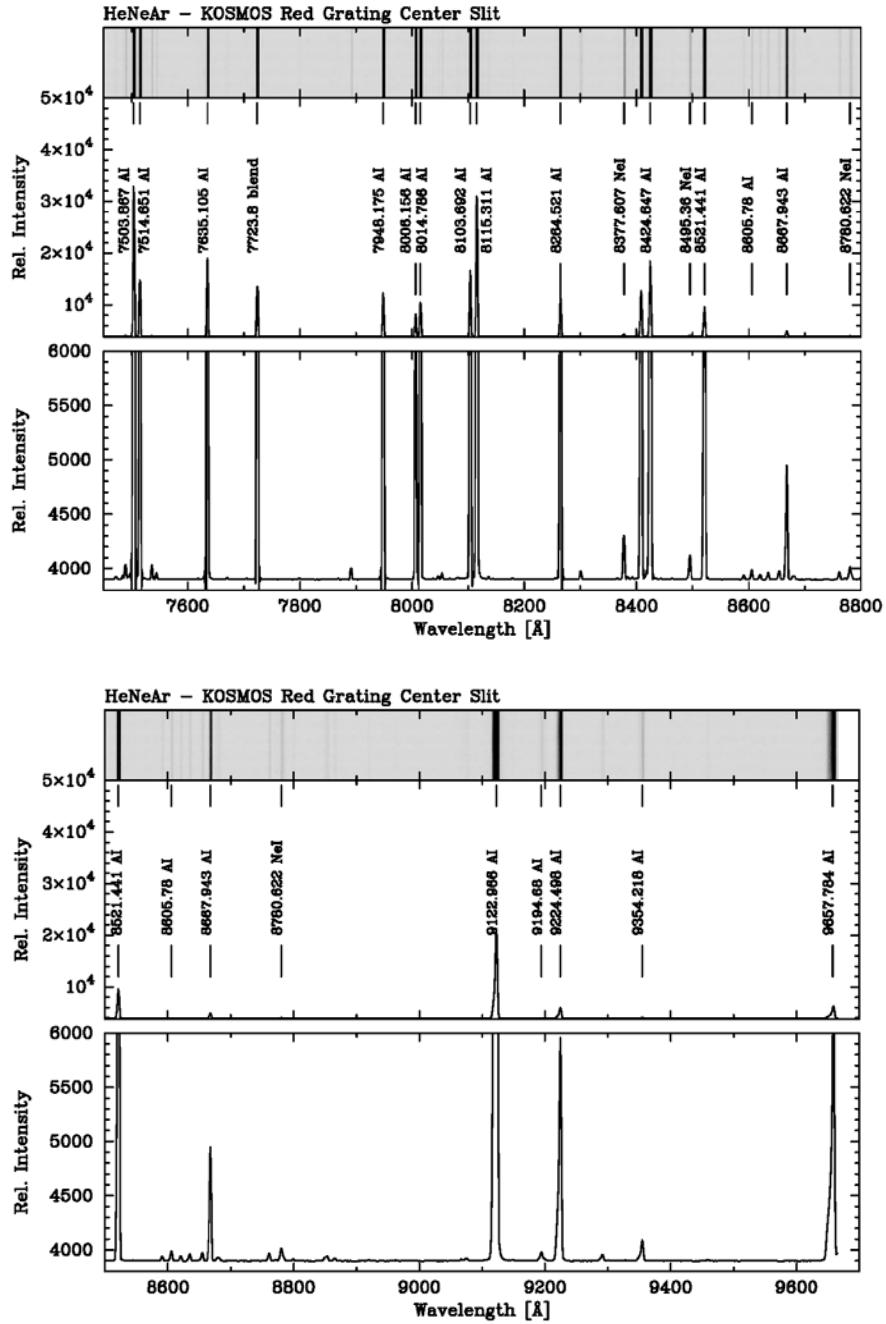 HeNeAr – KOSMOS Red Grating Center Slit
5×10⁴
4×10⁴
3×10⁴
2×10⁴
10⁴
Rel. Intensity
7503.867 AI
7514.651 AI
7635.105 AI
7723.8 blend
7948.175 AI
8006.156 AI
8014.786 AI
8103.692 AI
8115.311 AI
8264.521 AI
8377.607 NeI
8424.647 AI
8495.36 NeI
8521.441 AI
8605.78 AI
8667.943 AI
8780.622 NeI
6000
5500
5000
4500
4000
Rel. Intensity
7600 7800 8000 8200 8400 8600 8800
Wavelength [Å]
HeNeAr – KOSMOS Red Grating Center Slit
5×10⁴
4×10⁴
3×10⁴
2×10⁴
10⁴
Rel. Intensity
8521.441 AI
8605.78 AI
8667.943 AI
8780.622 NeI
9122.966 AI
9194.68 AI
9224.498 AI
9354.218 AI
9657.784 AI
6000
5500
5000
4500
4000
Rel. Intensity
8600 8800 9000 9200 9400 9600
Wavelength [Å]